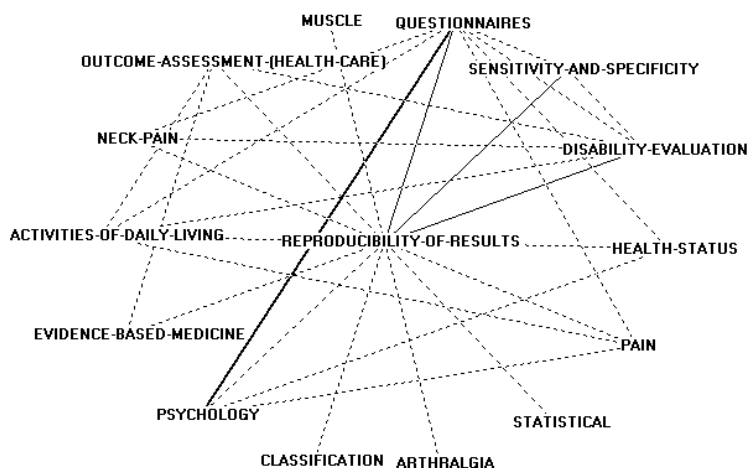 MUSCLE
QUESTIONNAIRES
OUTCOME-ASSESSMENT-(HEALTH-CARE)
SENSITIVITY-AND-SPECIFICITY
NECK-PAIN
DISABILITY-EVALUATION
ACTIVITIES-OF-DAILY-LIVING
REPRODUCIBILITY-OF-RESULTS
HEALTH-STATUS
EVIDENCE-BASED-MEDICINE
PAIN
PSYCHOLOGY
STATISTICAL
CLASSIFICATION
ARTHRALGIA